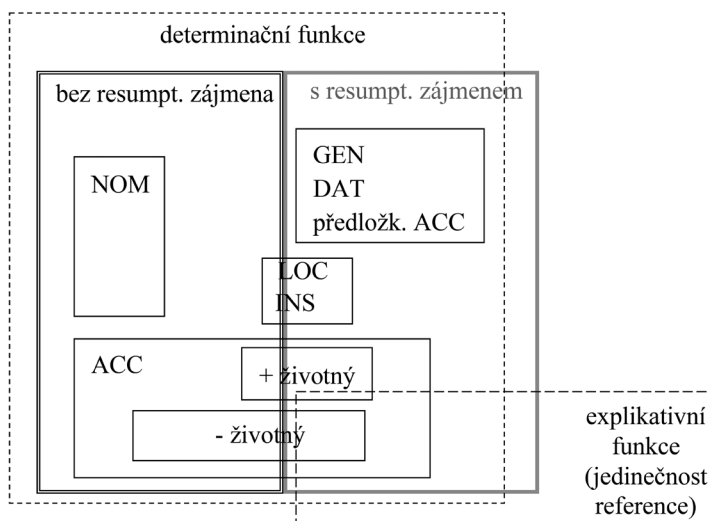 determinační funkce
bez resumpt. zájmena
s resumpt. zájmenem
NOM
GEN
DAT
předložk. ACC
LOC
INS
ACC
+ životný
- životný
explikativní
funkce
(jedinečnost
reference)